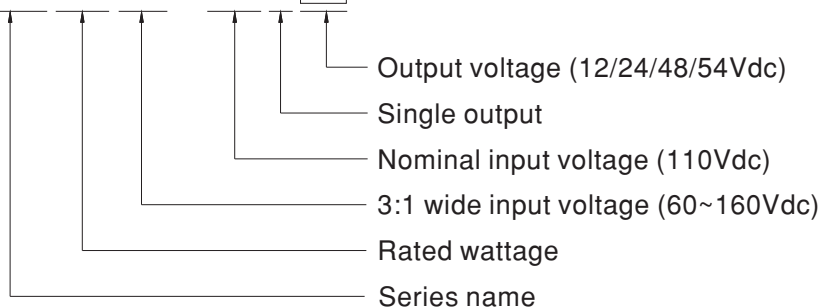 Output voltage (12/24/48/54Vdc)
Single output
Nominal input voltage (110Vdc)
3:1 wide input voltage (60~160Vdc)
Rated wattage
Series name